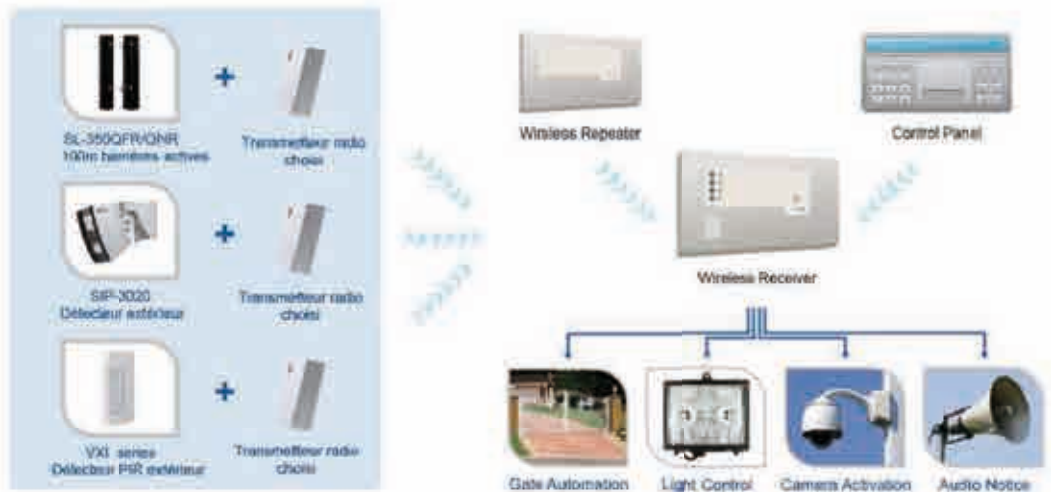 SL-350QFR/QNR
100m barrières actives
Transmetteur radio
choisi
SIP-3020
Détecteur extérieur
Transmetteur radio
choisi
VXI series
Détecteur PIR extérieur
Transmetteur radio
choisi
Wireless Repeater
Control Panel
Wireless Receiver
Gate Automation
Light Control
Camera Activation
Audio Notice